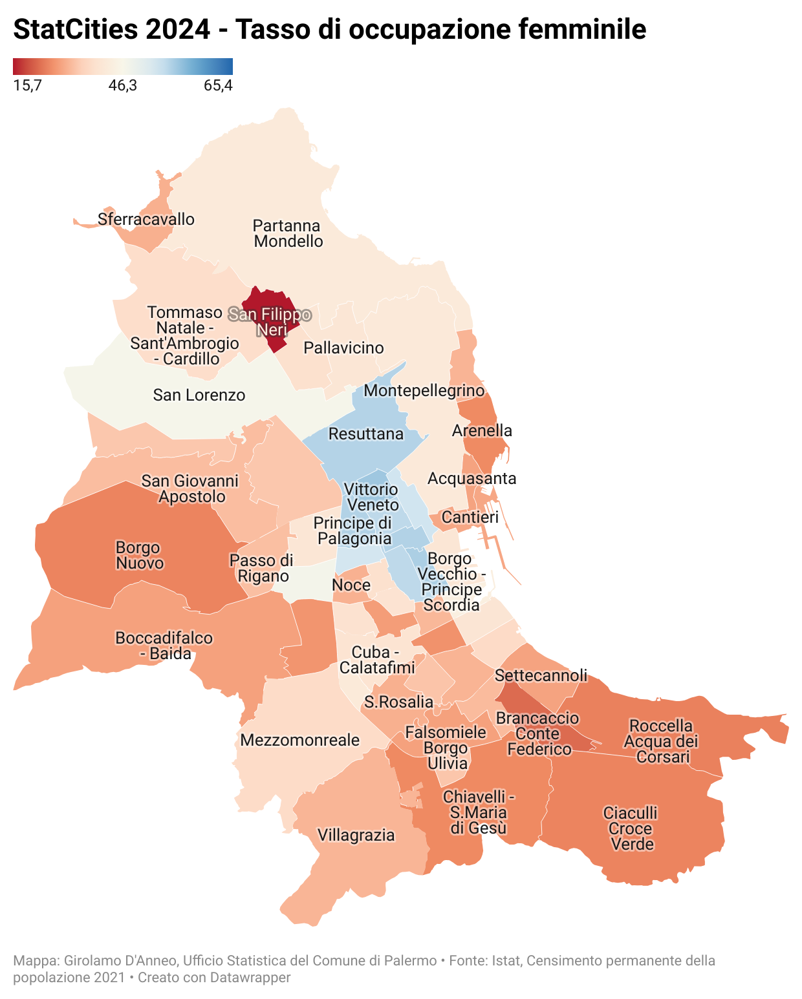 StatCities 2024 - Tasso di occupazione femminile
15,7
46,3
65,4
Sferracavallo
Partanna
Mondello
Tommaso
Natale -
Sant'Ambrogio
- Cardillo
San Filippo
Neri
Pallavicino
San Lorenzo
Montepellegrino
Resuttana
Arenella
Acquasanta
San Giovanni
Apostolo
Vittorio
Veneto
Cantieri
Principe di
Palagonia
Borgo
Nuovo
Passo di
Rigano
Borgo
Vecchio -
Principe
Scordia
Noce
Boccadifalco
- Baida
Cuba -
Calatafimi
Settecannoli
S.Rosalia
Brancaccio
Conte
Federico
Roccella
Acqua dei
Corsari
Falsomiele
Borgo
Ulivia
Mezzomonreale
Chiavelli -
S.Maria
di Gesù
Ciaculli
Croce
Verde
Villagrazia
Mappa: Girolamo D'Anneo, Ufficio Statistica del Comune di Palermo • Fonte: Istat, Censimento permanente della
popolazione 2021 • Creato con Datawrapper